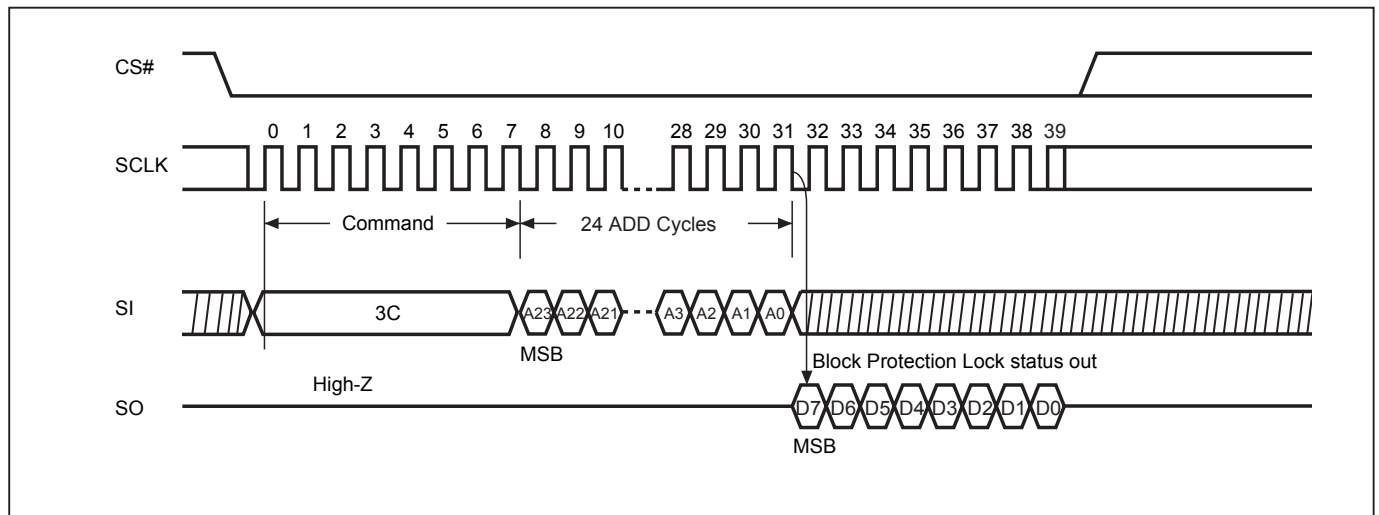 CS#
0 1 2 3 4 5 6 7 8 9 10 28 29 30 31 32 33 34 35 36 37 38 39
SCLK
Command 24 ADD Cycles
SI 3C A23 A22 A21 A3 A2 A1 A0
MSB
Block Protection Lock status out
High-Z
SO D7 D6 D5 D4 D3 D2 D1 D0
MSB